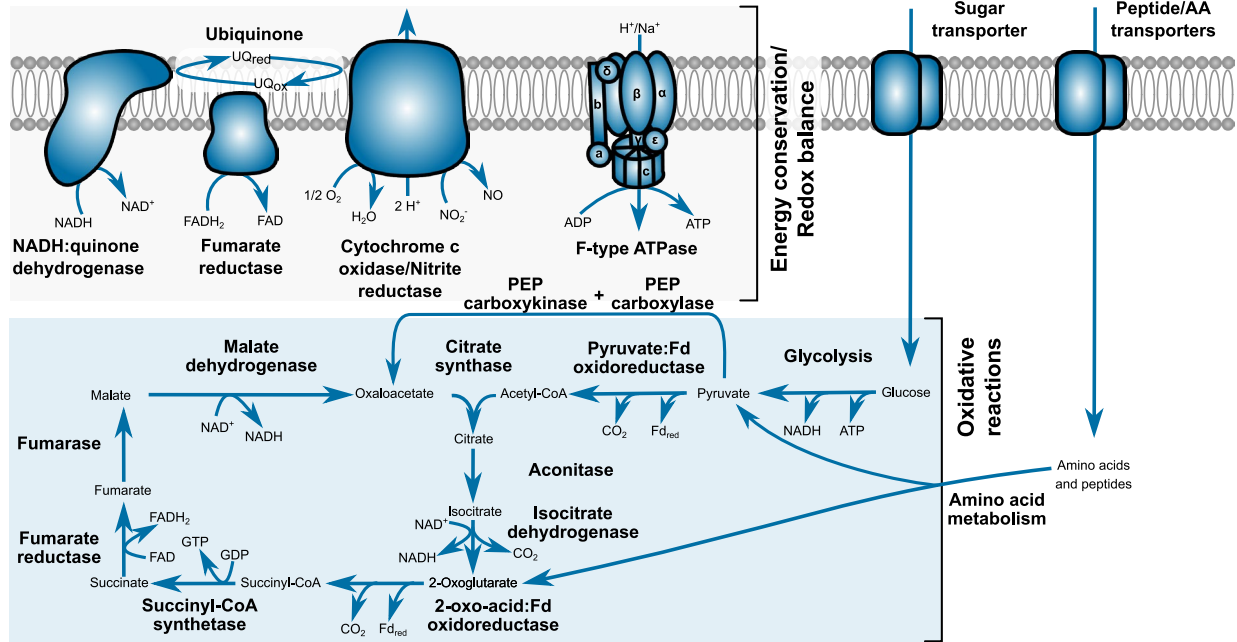 Ubiquinone
UQred
UQox
H⁺/Na⁺
δ
b
β
α
γ
ε
a
c
Sugar
transporter
Peptide/AA
transporters
NADH
NAD⁺
FADH₂
FAD
1/2 O₂
H₂O
2 H⁺
NO₂⁻
NO
ADP
ATP
NADH:quinone
dehydrogenase
Fumarate
reductase
Cytochrome c
oxidase/Nitrite
reductase
F-type ATPase
Energy conservation/
Redox balance
PEP
carboxykinase
+
PEP
carboxylase
Malate
dehydrogenase
Citrate
synthase
Pyruvate:Fd
oxidoreductase
Glycolysis
Malate
Oxaloacetate
Acetyl-CoA
Pyruvate
Glucose
NAD⁺
NADH
CO₂
Fdred
NADH
ATP
Oxidative
reactions
Fumarase
Citrate
Aconitase
Amino acids
and peptides
Fumarate
Isocitrate
Isocitrate
dehydrogenase
Amino acid
metabolism
NAD⁺
NADH
CO₂
Fumarate
reductase
FADH₂
FAD
GTP
GDP
Succinate
Succinyl-CoA
2-Oxoglutarate
Succinyl-CoA
synthetase
CO₂
Fdred
2-oxo-acid:Fd
oxidoreductase